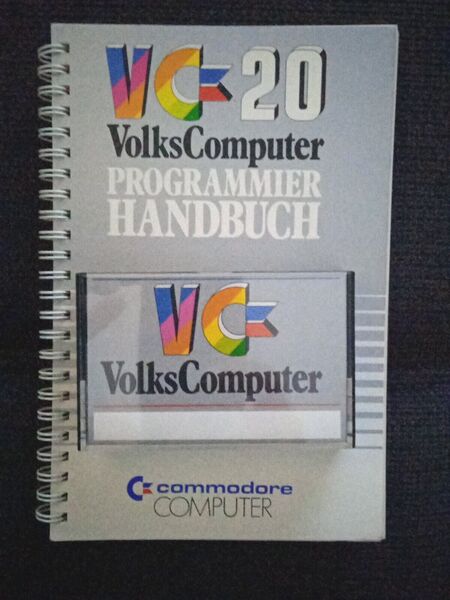 VC 20
VolksComputer
PROGRAMMIER
HANDBUCH
VC
VolksComputer
commodore
COMPUTER